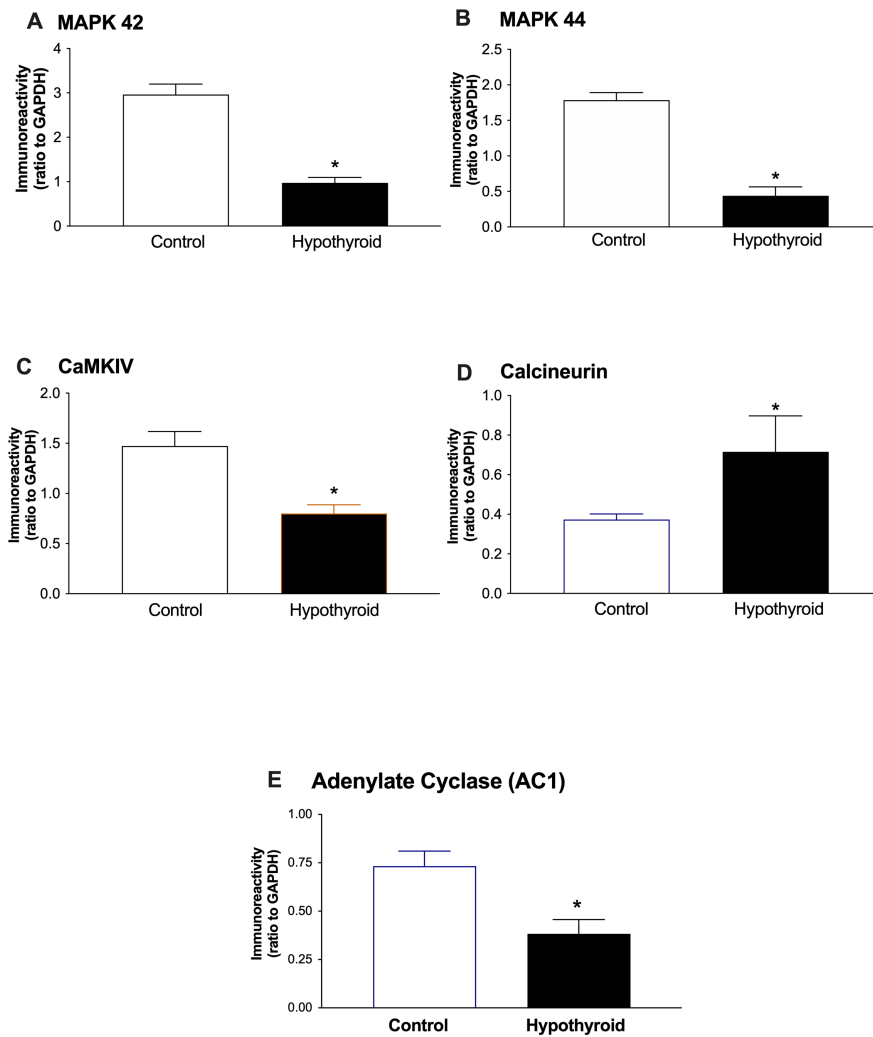 A MAPK 42
Immunoreactivity
(ratio to GAPDH)
4
3
2
1
0
*
Control Hypothyroid
B MAPK 44
Immunoreactivity
(ratio to GAPDH)
2.5
2.0
1.5
1.0
0.5
0.0
*
Control Hypothyroid
C CaMKIV
Immunoreactivity
(ratio to GAPDH)
2.0
1.5
1.0
0.5
0.0
*
Control Hypothyroid
D Calcineurin
Immunoreactivity
(ratio to GAPDH)
1.0
0.8
0.6
0.4
0.2
0.0
*
Control Hypothyroid
E Adenylate Cyclase (AC1)
Immunoreactivity
(ratio to GAPDH)
1.00
0.75
0.50
0.25
0.00
*
Control Hypothyroid